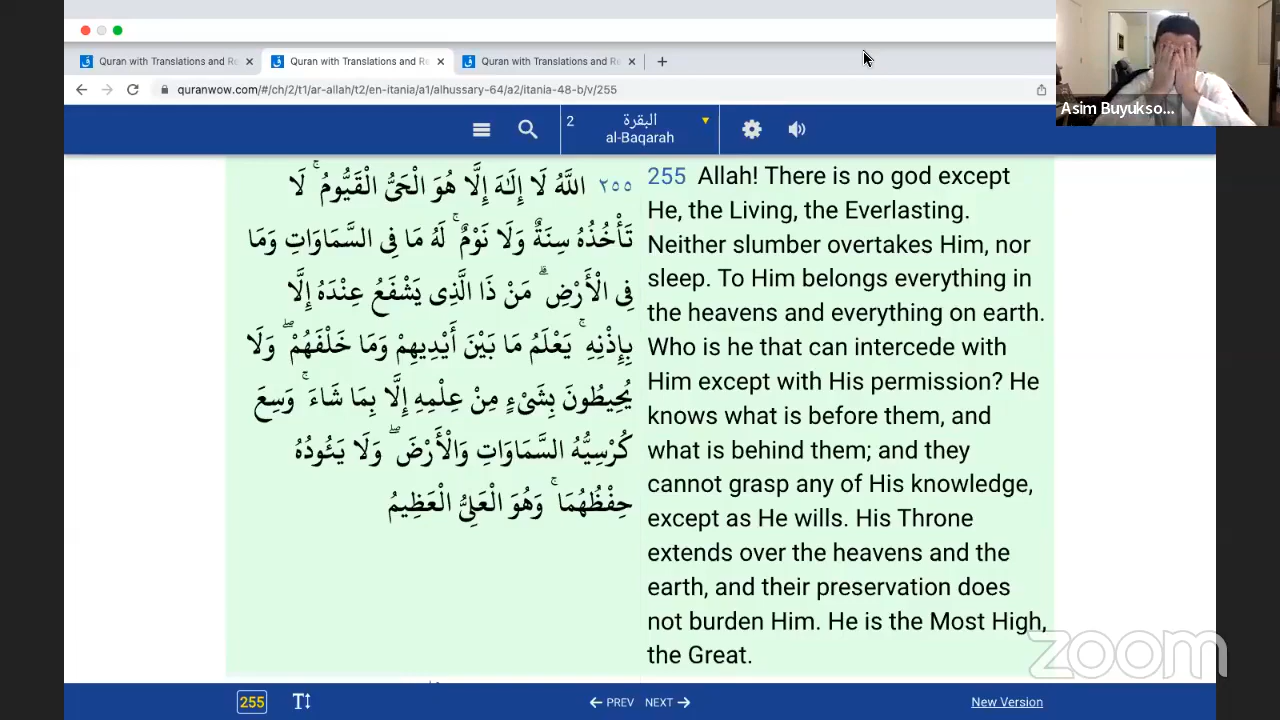 Quran with Translations and Re
Quran with Translations and Re
Quran with Translations and Re
quranwow.com/#/ch/2/t1/ar-allah/t2/en-itania/a1/alhussary-64/a2/itania-48-b/v/255
Asim Buyukso...
2
البقرة
al-Baqarah
٢٥٥ اللَّهُ لَا إِلَـٰهَ إِلَّا هُوَ الْحَىُّ الْقَيُّومُ ۚ لَا
تَأْخُذُهُ سِنَةٌ وَلَا نَوْمٌ ۚ لَهُ مَا فِى السَّمَاوَاتِ وَمَا
فِى الْأَرْضِ ۗ مَنْ ذَا الَّذِى يَشْفَعُ عِنْدَهُ إِلَّا
بِإِذْنِهِ ۚ يَعْلَمُ مَا بَيْنَ أَيْدِيهِمْ وَمَا خَلْفَهُمْ ۖ وَلَا
يُحِيطُونَ بِشَىْءٍ مِنْ عِلْمِهِ إِلَّا بِمَا شَاءَ ۚ وَسِعَ
كُرْسِيُّهُ السَّمَاوَاتِ وَالْأَرْضَ ۖ وَلَا يَئُودُهُ
حِفْظُهُمَا ۚ وَهُوَ الْعَلِىُّ الْعَظِيمُ
255 Allah! There is no god except
He, the Living, the Everlasting.
Neither slumber overtakes Him, nor
sleep. To Him belongs everything in
the heavens and everything on earth.
Who is he that can intercede with
Him except with His permission? He
knows what is before them, and
what is behind them; and they
cannot grasp any of His knowledge,
except as He wills. His Throne
extends over the heavens and the
earth, and their preservation does
not burden Him. He is the Most High,
the Great.
zoom
255
PREV NEXT
New Version